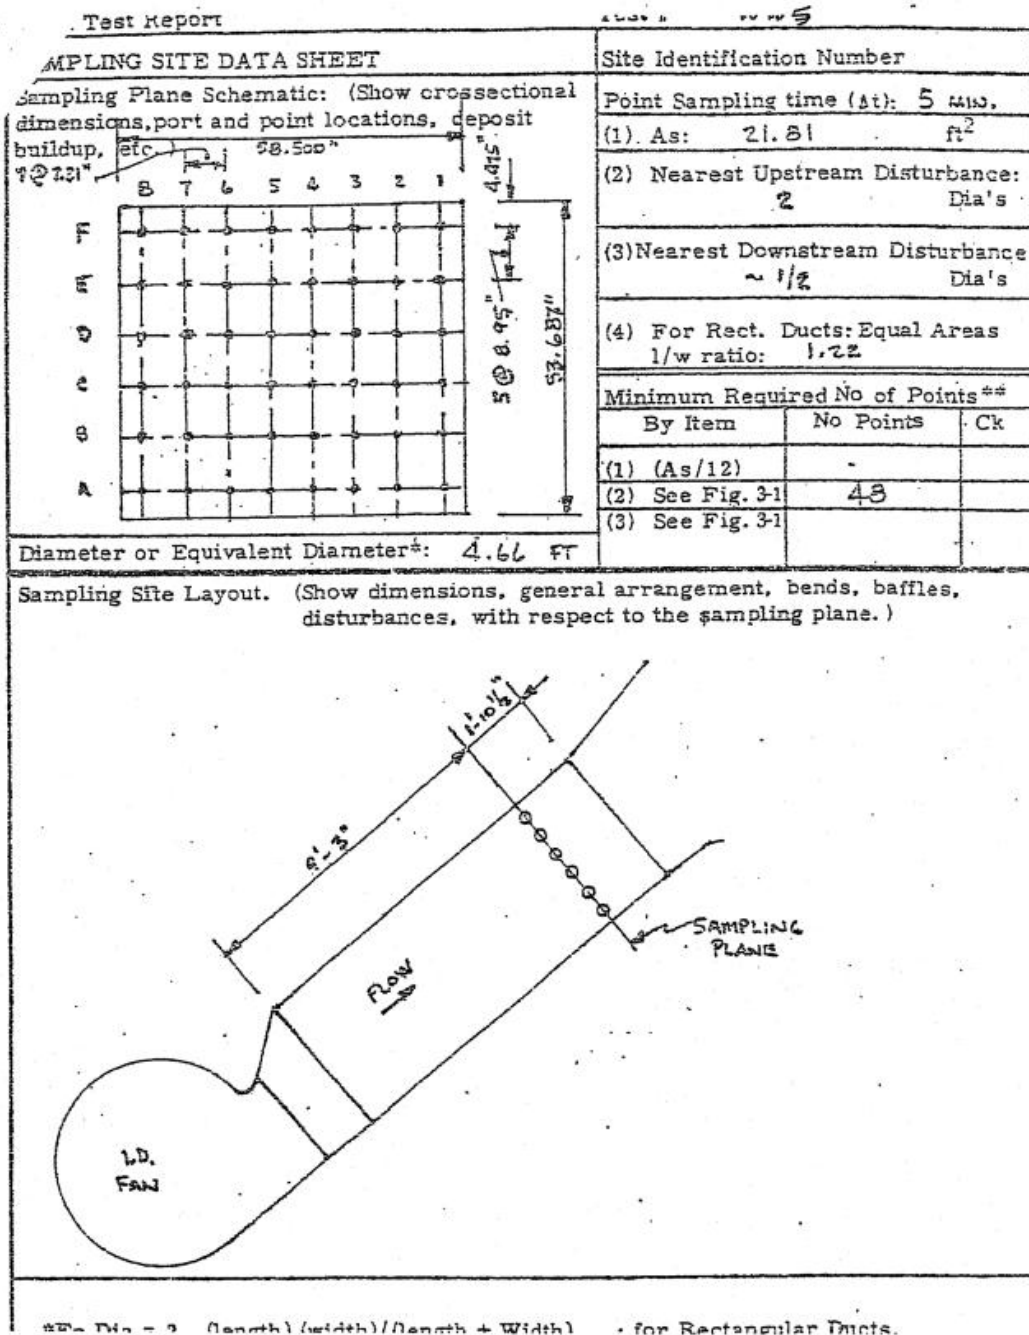 Test Report
5
MPLING SITE DATA SHEET
Sampling Plane Schematic: (Show crossectional
dimensions, port and point locations, deposit
buildup, etc.) 58.500"
8 7 6 5 4 3 2 1
4.475"
F
E
D
C
B
A
5 @ 8.95"
53.687"
Diameter or Equivalent Diameter*: 4.66 FT
Site Identification Number
Point Sampling time (Δt): 5 MIN.
(1). As: 21.81 ft²
(2) Nearest Upstream Disturbance:
2 Dia's
(3)Nearest Downstream Disturbance
~ 1/2 Dia's
(4) For Rect. Ducts: Equal Areas
l/w ratio: 1.22
Minimum Required No of Points**
By Item No Points Ck
(1) (As/12) -
(2) See Fig. 3-1 48
(3) See Fig. 3-1
Sampling Site Layout. (Show dimensions, general arrangement, bends, baffles,
disturbances, with respect to the sampling plane.)
FLOW
SAMPLING
PLANE
I.D.
FAN
(length) (width)/(length + Width) for Rectangular Ducts.